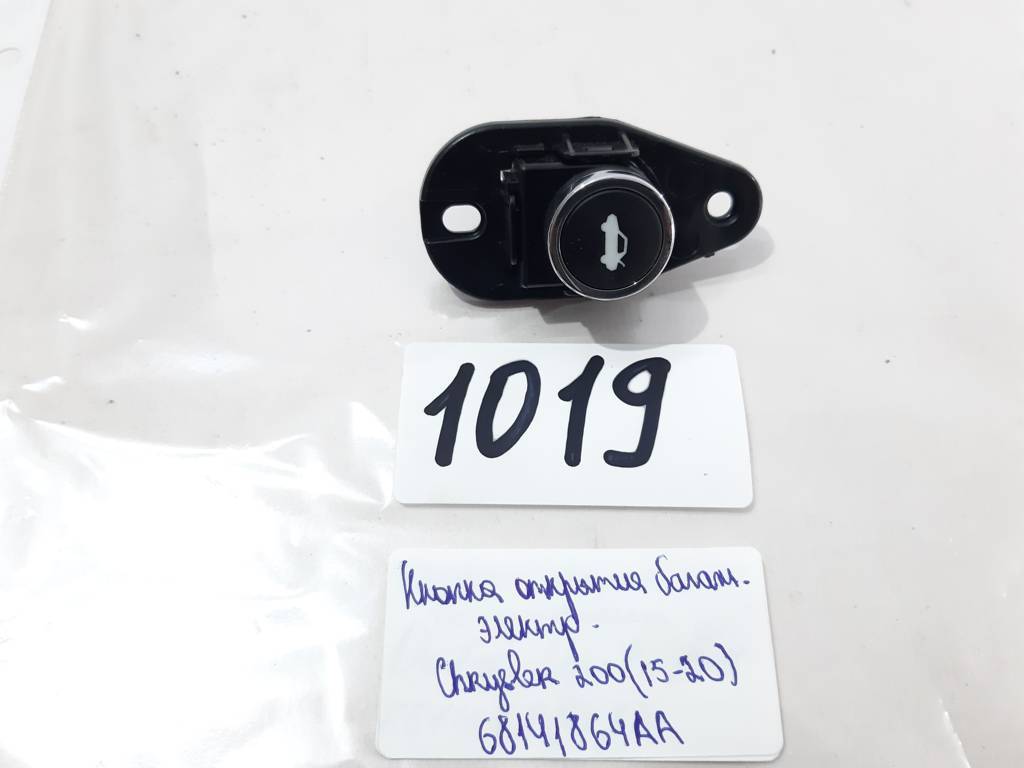 1019
Кнопка открытия багаж.
электр.
Chrysler 200(15-20)
68141864AA